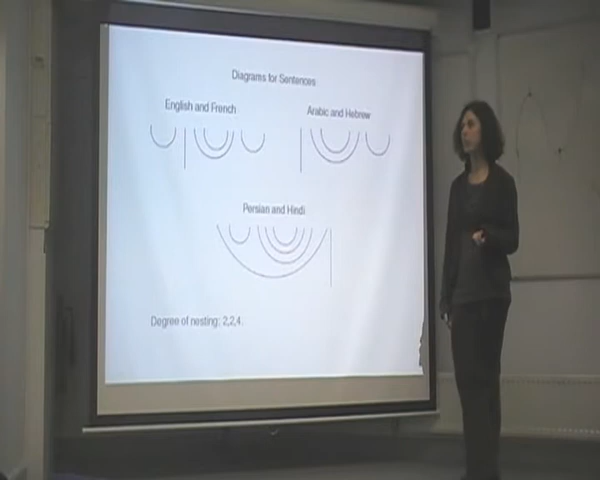 Diagrams for Sentences
English and French
Arabic and Hebrew
Persian and Hindi
Degree of nesting; 2,2,4.